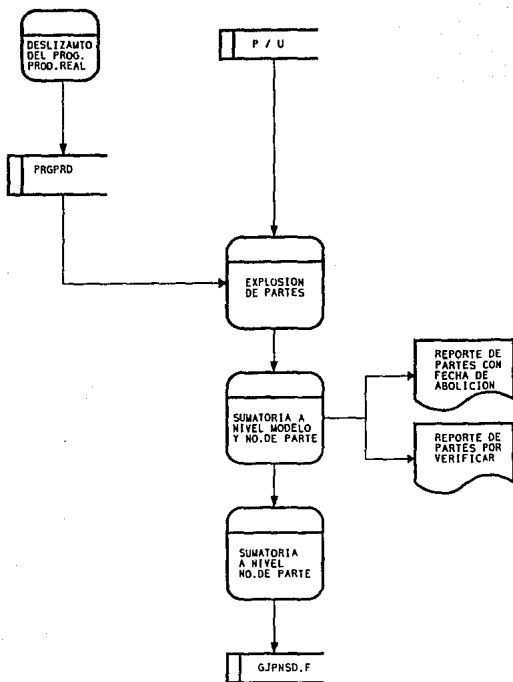 DESLIZAMTO
DEL PROG.
PROD.REAL
P / U
PRGPRD
EXPLOSION
DE PARTES
REPORTE DE
PARTES CON
FECHA DE
ABOLICION
SUMATORIA A
NIVEL MODELO
Y NO.DE PARTE
REPORTE DE
PARTES POR
VERIFICAR
SUMATORIA
A NIVEL
NO.DE PARTE
GJPNSD.F